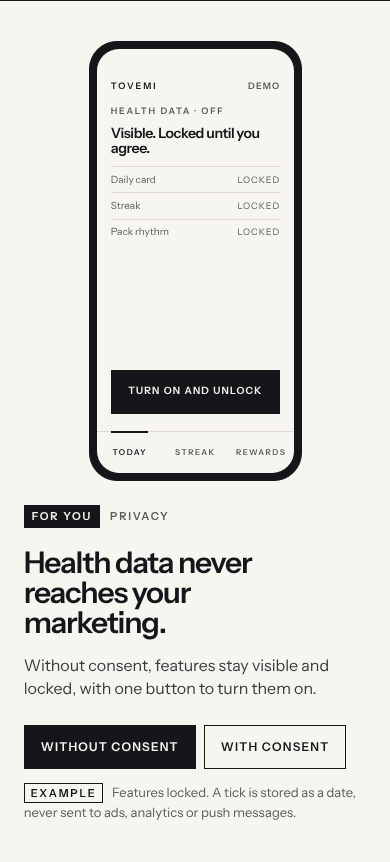 TOVEMI DEMO
HEALTH DATA · OFF
Visible. Locked until you
agree.
Daily card LOCKED
Streak LOCKED
Pack rhythm LOCKED
TURN ON AND UNLOCK
TODAY STREAK REWARDS
FOR YOU PRIVACY
Health data never
reaches your
marketing.
Without consent, features stay visible and
locked, with one button to turn them on.
WITHOUT CONSENT WITH CONSENT
EXAMPLE Features locked. A tick is stored as a date,
never sent to ads, analytics or push messages.